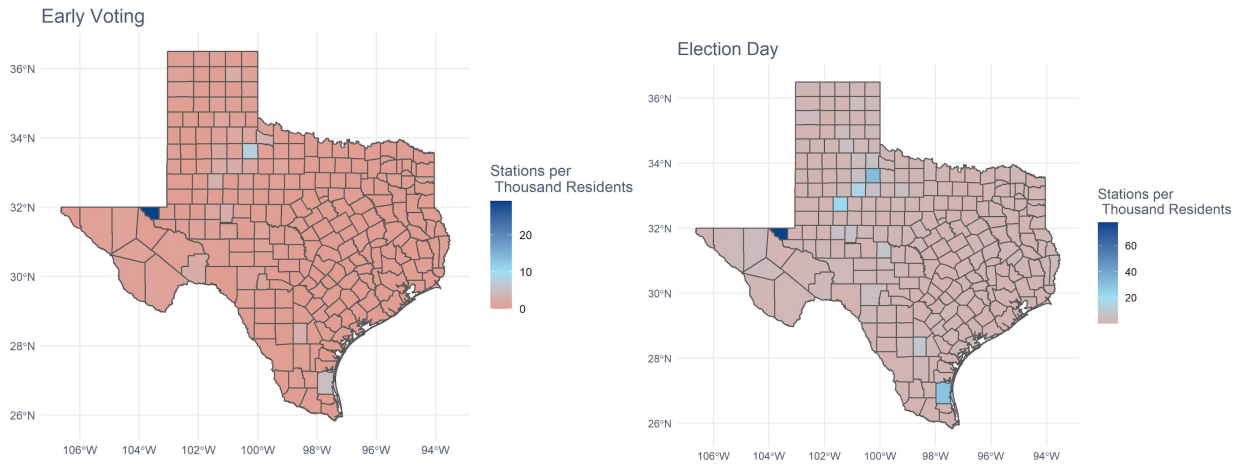 Early Voting
36°N
34°N
32°N
30°N
28°N
26°N
106°W 104°W 102°W 100°W 98°W 96°W 94°W
Stations per
Thousand Residents
20
10
0
Election Day
36°N
34°N
32°N
30°N
28°N
26°N
106°W 104°W 102°W 100°W 98°W 96°W 94°W
Stations per
Thousand Residents
60
40
20